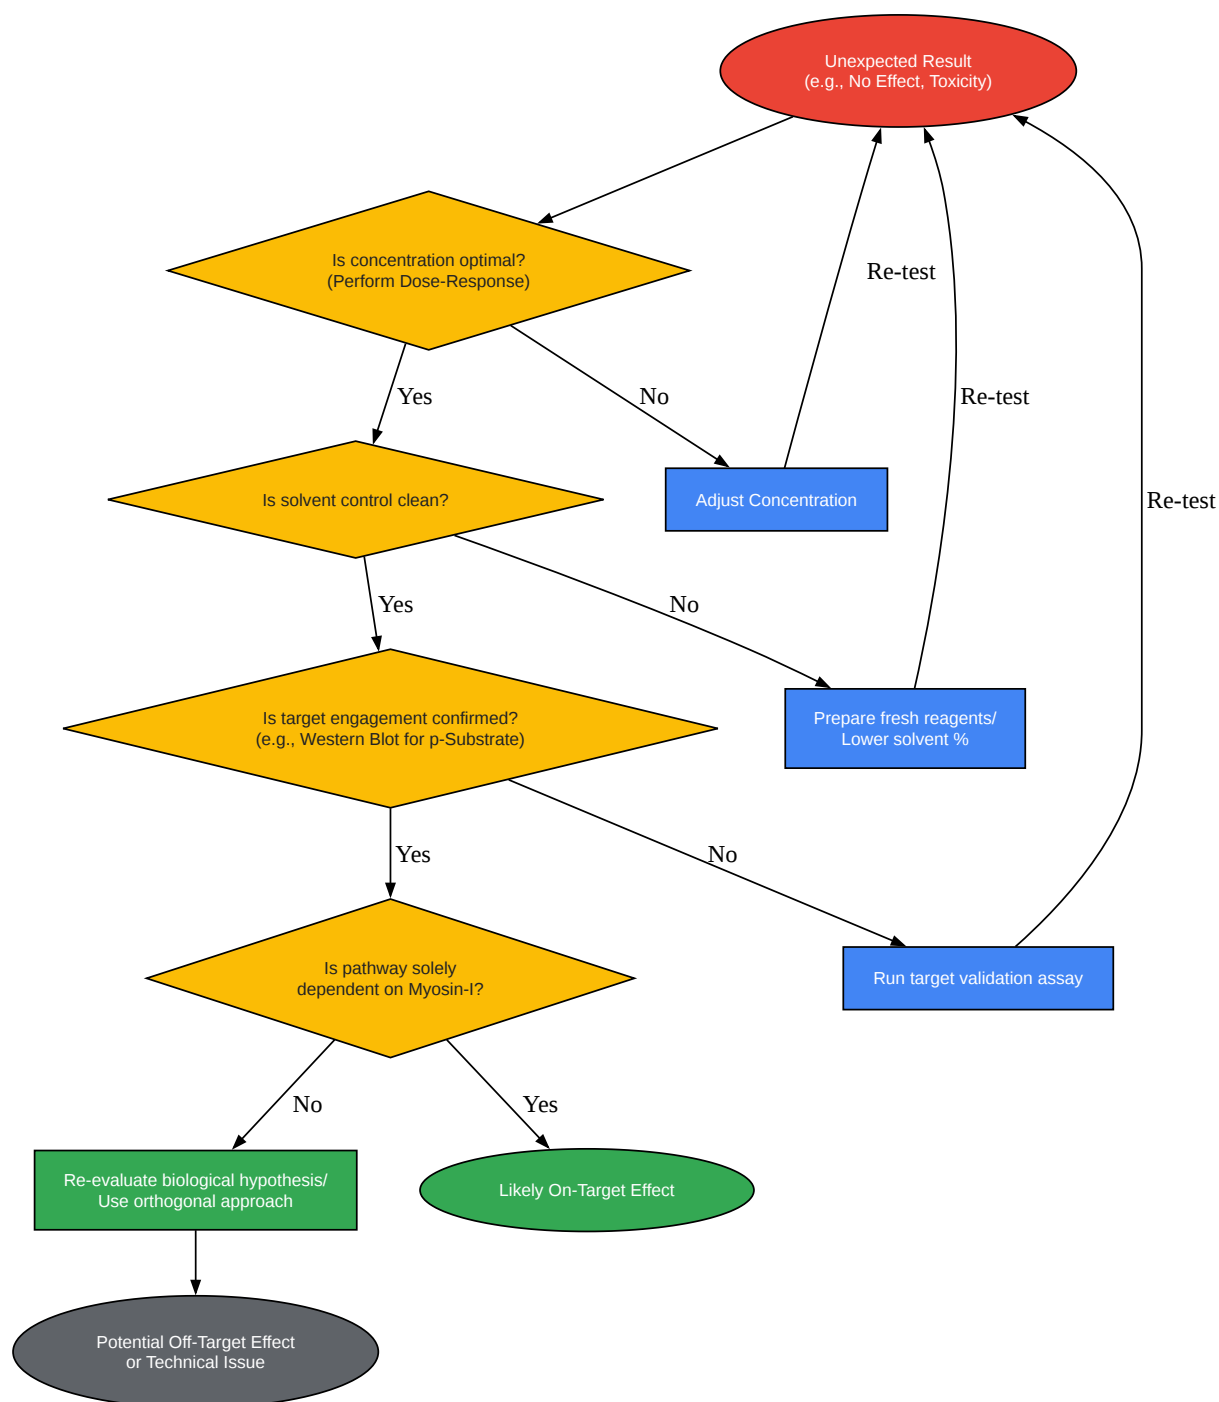 Unexpected Result
(e.g., No Effect, Toxicity)
Is concentration optimal?
(Perform Dose-Response)
Re-test
Yes
No
Re-test
Is solvent control clean?
Adjust Concentration
Re-test
Yes
No
Is target engagement confirmed?
(e.g., Western Blot for p-Substrate)
Prepare fresh reagents/
Lower solvent %
Yes
No
Is pathway solely
dependent on Myosin-I?
Run target validation assay
No
Yes
Re-evaluate biological hypothesis/
Use orthogonal approach
Likely On-Target Effect
Potential Off-Target Effect
or Technical Issue